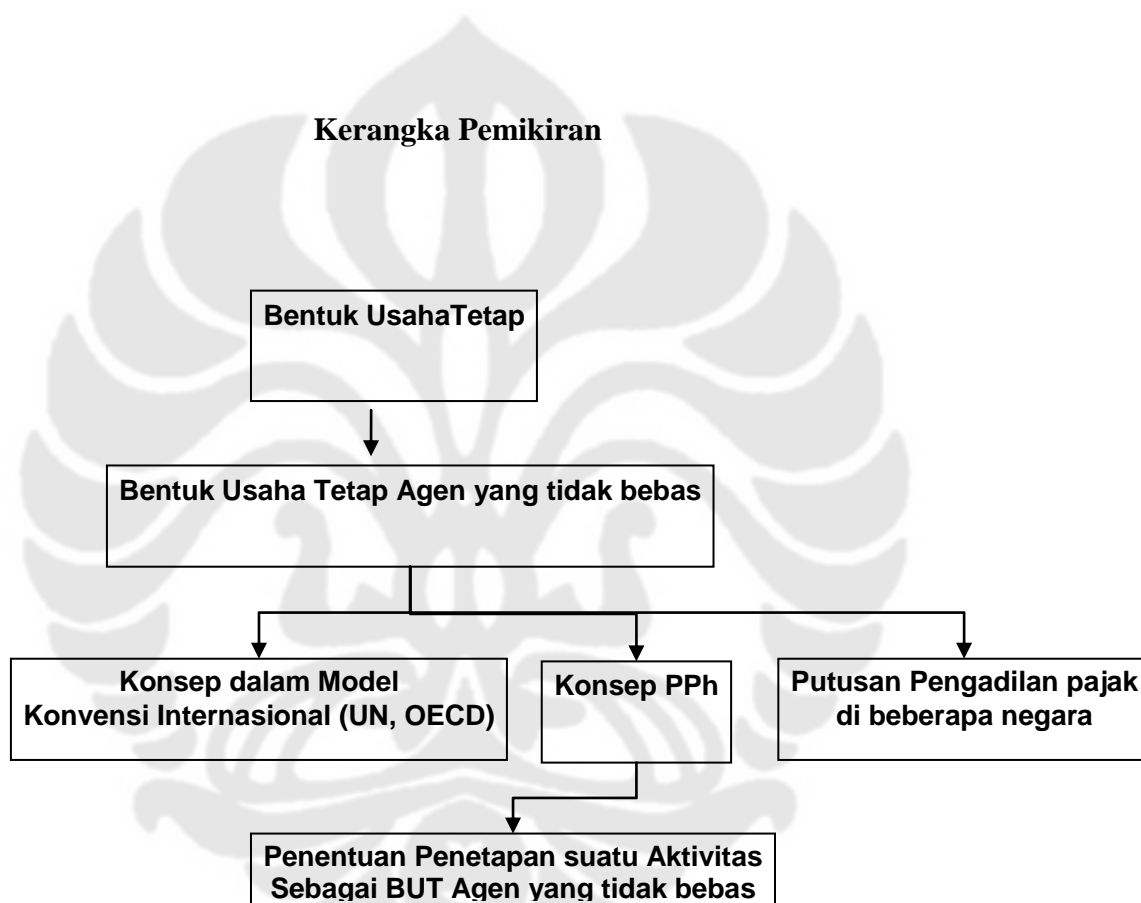 Kerangka Pemikiran
Bentuk UsahaTetap
Bentuk Usaha Tetap Agen yang tidak bebas
Konsep dalam Model
Konvensi Internasional (UN, OECD)
Konsep PPh
Putusan Pengadilan pajak
di beberapa negara
Penentuan Penetapan suatu Aktivitas
Sebagai BUT Agen yang tidak bebas